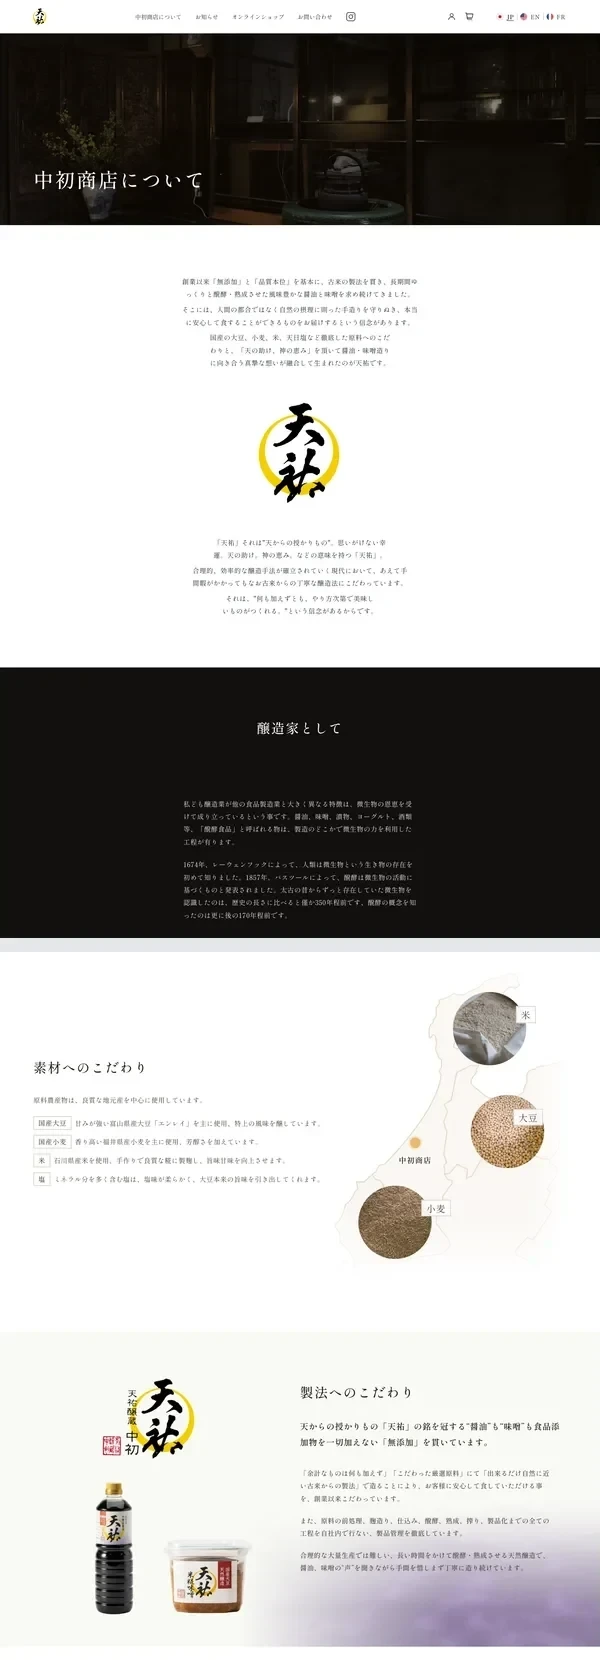 天祐
中初商店について
お知らせ
オンラインショップ
お問い合わせ
JP
EN
FR
中初商店について
創業以来「無添加」と「品質本位」を基本に、古来の製法を貫き、長期間ゆ
っくりと醗酵・熟成させた風味豊かな醤油と味噌を求め続けてきました。
そこには、人間の都合ではなく自然の摂理に則った手造りを守りぬき、本当
に安心して食することができるものをお届けするという信念があります。
国産の大豆、小麦、米、天日塩など厳選した原料へのこだ
わりと、「天の助け、神の恵み」を頂いて醤油・味噌造り
に向き合う真摯な想いが融合して生まれたのが天祐です。
天祐
「天祐」それは"天からの授かりもの"。思いがけない幸
運。天の助け。神の恵み。などの意味を持つ「天祐」。
合理的、効率的な醸造手法が確立されていく現代において、あえて手
間暇がかかってもなお古来からの丁寧な醸造法にこだわっています。
それは、"何も加えずとも、やり方次第で美味し
いものがつくれる。"という信念があるからです。
醸造家として
私ども醸造業が他の食品製造業と大きく異なる特徴は、微生物の恩恵を受
けて成り立っているという事です。醤油、味噌、漬物、ヨーグルト、酒類
等、「醗酵食品」と呼ばれる物は、製造のどこかで微生物の力を利用した
工程が有ります。
1674年、レーウェンフックによって、人類は微生物という生き物の存在を
初めて知りました。1857年、パスツールによって、醗酵は微生物の活動に
基づくものと発表されました。太古の昔からずっと存在していた微生物を
認識したのは、歴史の長さに比べると僅か350年程前です。醗酵の概念を知
ったのは更に後の170年程前です。
素材へのこだわり
原料農産物は、良質な地元産を中心に使用しています。
国産大豆 甘みが強い富山県産大豆「エンレイ」を主に使用。特上の風味を醸しています。
国産小麦 香り高い福井県産小麦を主に使用。芳醇さを加えています。
米 石川県産米を使用。手作りで良質な糀に製麹し、旨味甘味を向上させます。
塩 ミネラル分を多く含む塩は、塩味が柔らかく、大豆本来の旨味を引き出してくれます。
米
大豆
中初商店
小麦
天祐
天祐醸蔵
中初
製法へのこだわり
天からの授かりもの「天祐」の銘を冠する"醤油"も"味噌"も食品添
加物を一切加えない「無添加」を貫いています。
「余計なものは何も加えず」「こだわった厳選原料」にて「出来るだけ自然に近
い古来からの製法」で造ることにより、お客様に安心して食していただける事
を、創業以来こだわっています。
また、原料の前処理、麹造り、仕込み、醗酵、熟成、搾り、製品化までの全ての
工程を自社内で行ない、製品管理を徹底しています。
合理的な大量生産では難しい、長い時間をかけて醗酵・熟成させる天然醸造で、
醤油、味噌の"声"を聞きながら手間を惜しまず丁寧に造り続けています。
天祐
天祐
米糀味噌